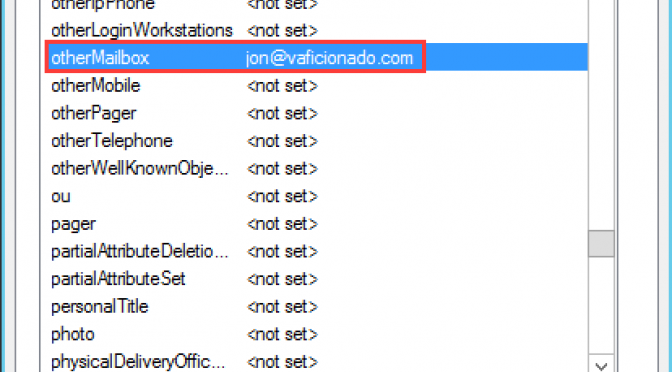 otherIpPhone <not set>
otherLoginWorkstations <not set>
otherMailbox jon@vaficionado.com
otherMobile <not set>
otherPager <not set>
otherTelephone <not set>
otherWellKnownObje... <not set>
ou <not set>
pager <not set>
partialAttributeDeletio... <not set>
partialAttributeSet <not set>
personalTitle <not set>
photo <not set>
physicalDeliveryOffic... <not set>